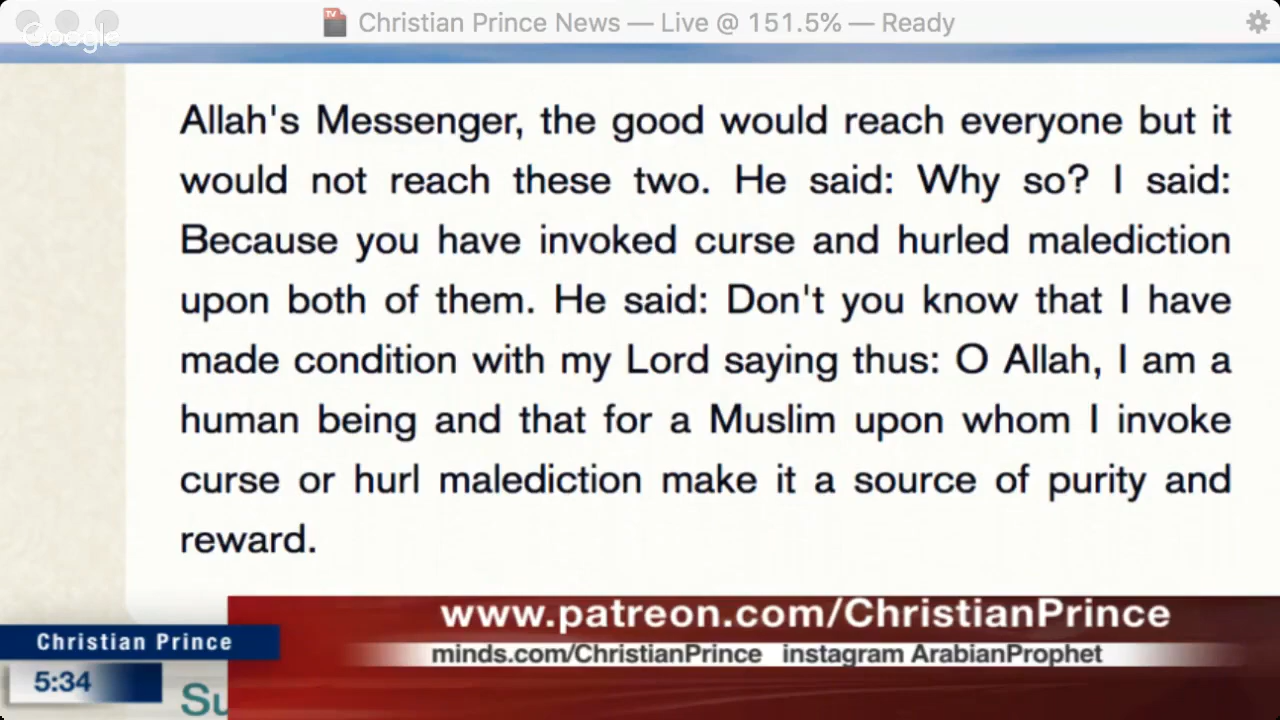 Christian Prince News — Live @ 151.5% — Ready
Google
Allah's Messenger, the good would reach everyone but it
would not reach these two. He said: Why so? I said:
Because you have invoked curse and hurled malediction
upon both of them. He said: Don't you know that I have
made condition with my Lord saying thus: O Allah, I am a
human being and that for a Muslim upon whom I invoke
curse or hurl malediction make it a source of purity and
reward.
www.patreon.com/ChristianPrince
Christian Prince
minds.com/ChristianPrince instagram ArabianProphet
5:34
Su